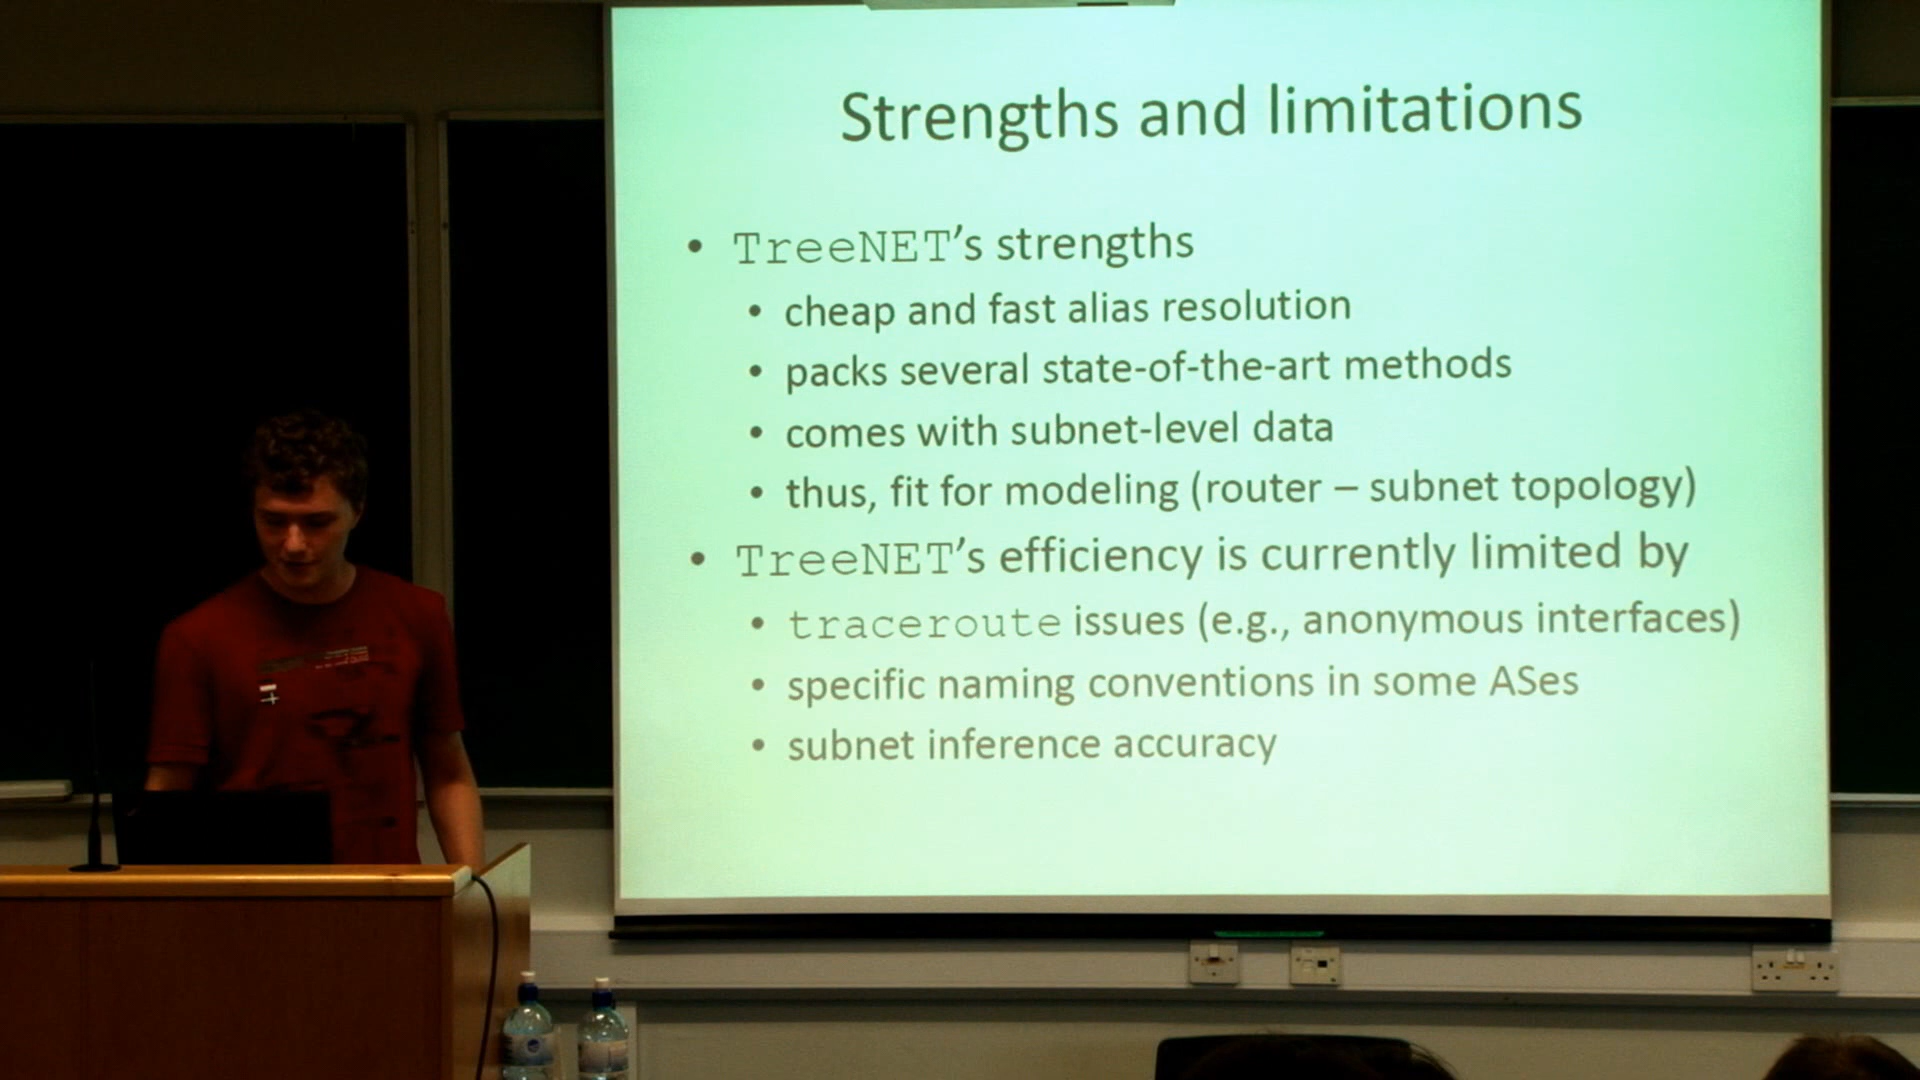 Strengths and limitations
• TreeNET's strengths
• cheap and fast alias resolution
• packs several state-of-the-art methods
• comes with subnet-level data
• thus, fit for modeling (router – subnet topology)
• TreeNET's efficiency is currently limited by
• traceroute issues (e.g., anonymous interfaces)
• specific naming conventions in some ASes
• subnet inference accuracy